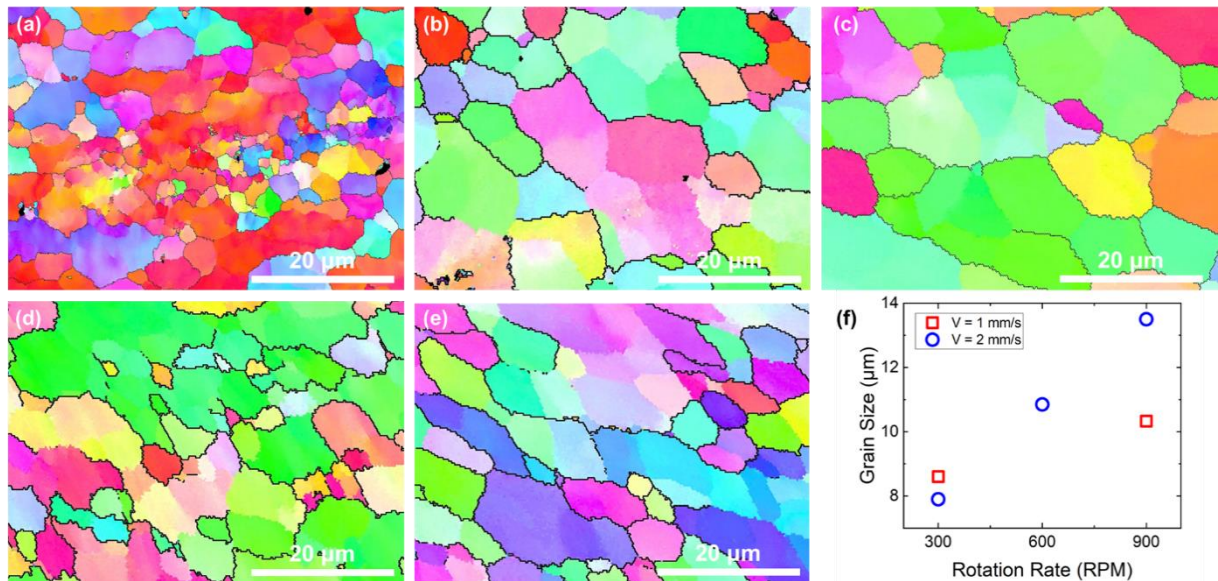 (a)
20 μm
(b)
20 μm
(c)
20 μm
(d)
20 μm
(e)
20 μm
(f)
V = 1 mm/s
V = 2 mm/s
14
12
10
8
Grain Size (μm)
300 600 900
Rotation Rate (RPM)